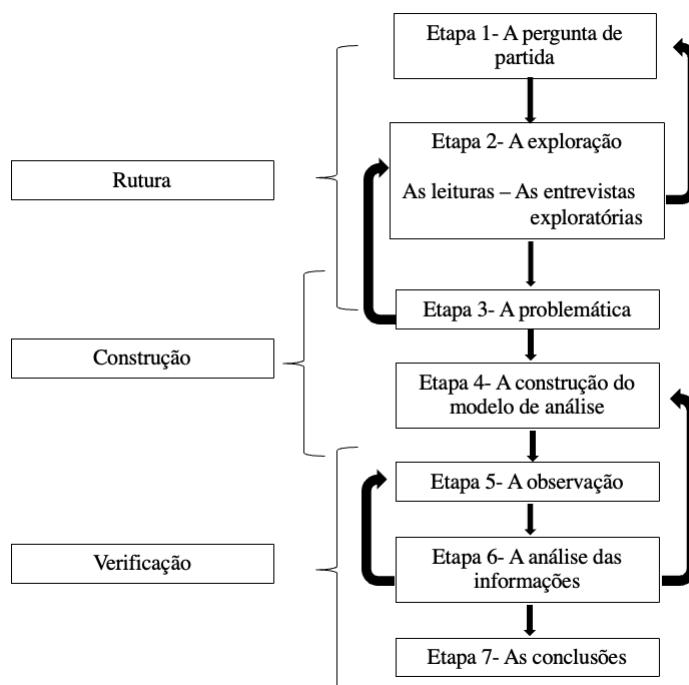 Etapa 1- A pergunta de
partida
Etapa 2- A exploração
As leituras – As entrevistas
exploratórias
Rutura
Etapa 3- A problemática
Construção
Etapa 4- A construção do
modelo de análise
Etapa 5- A observação
Verificação
Etapa 6- A análise das
informações
Etapa 7- As conclusões